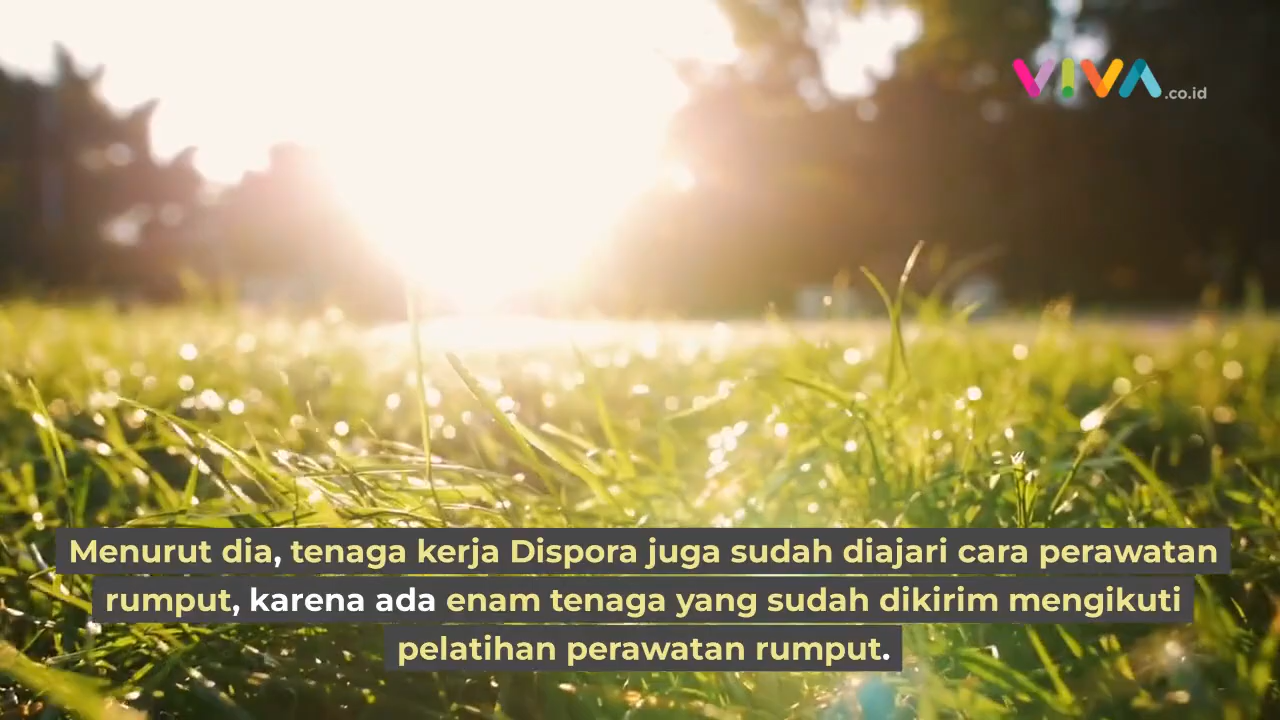 VIVA.co.id
Menurut dia, tenaga kerja Dispora juga sudah diajari cara perawatan
rumput, karena ada enam tenaga yang sudah dikirim mengikuti
pelatihan perawatan rumput.